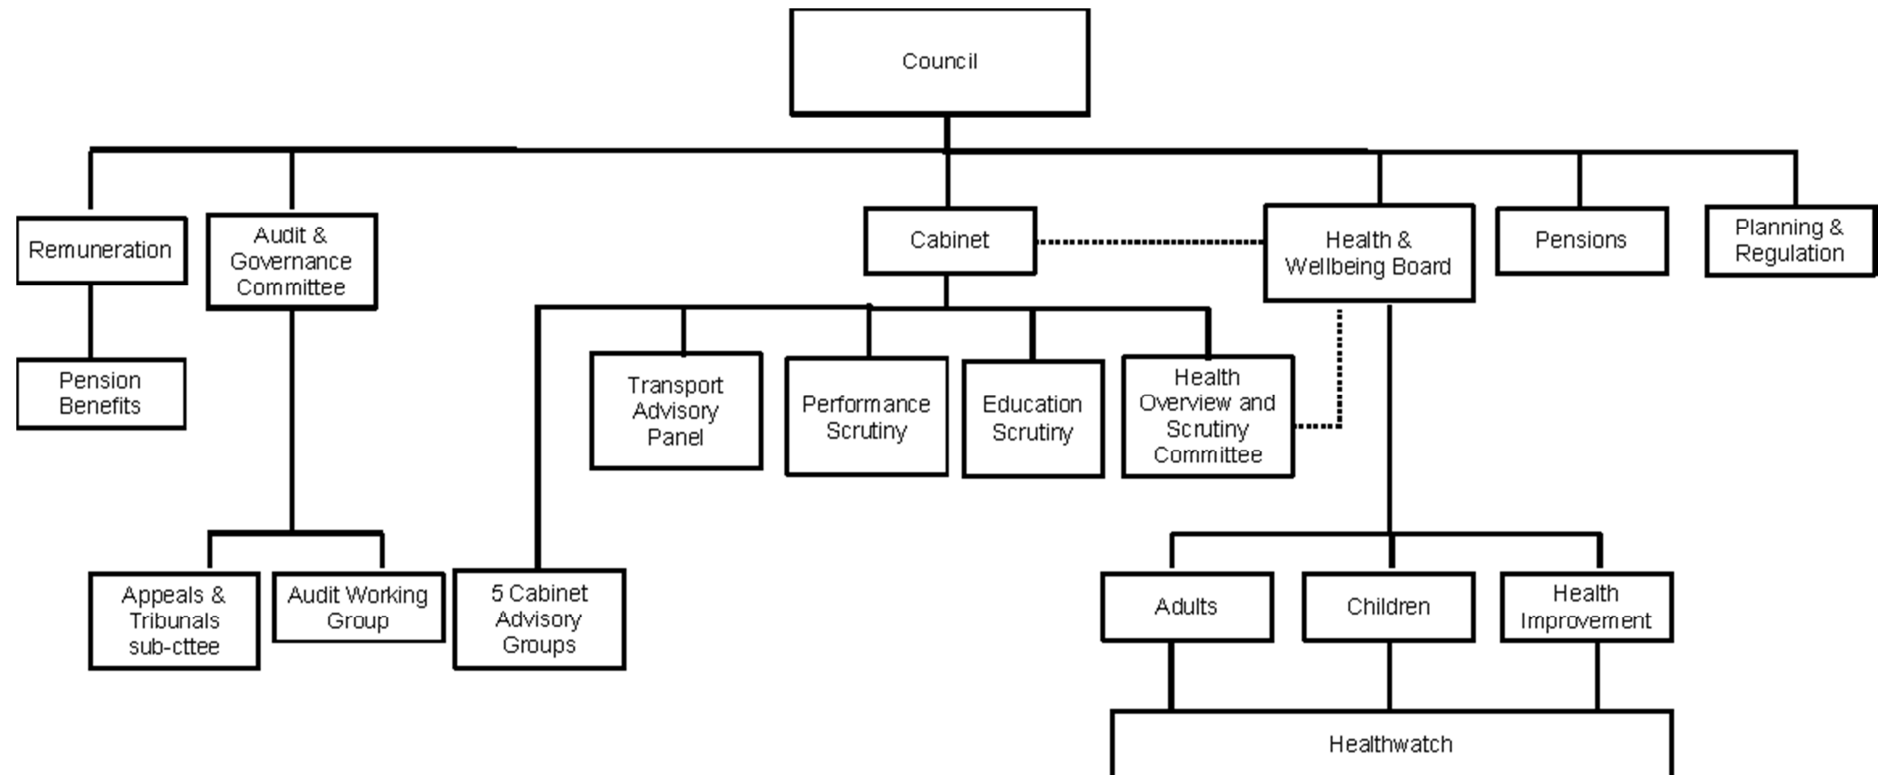 Council
Remuneration
Audit &
Governance
Committee
Cabinet
Health &
Wellbeing Board
Pensions
Planning &
Regulation
Pension
Benefits
Transport
Advisory
Panel
Performance
Scrutiny
Education
Scrutiny
Health
Overview and
Scrutiny
Committee
Appeals &
Tribunals
sub-cttee
Audit Working
Group
5 Cabinet
Advisory
Groups
Adults
Children
Health
Improvement
Healthwatch